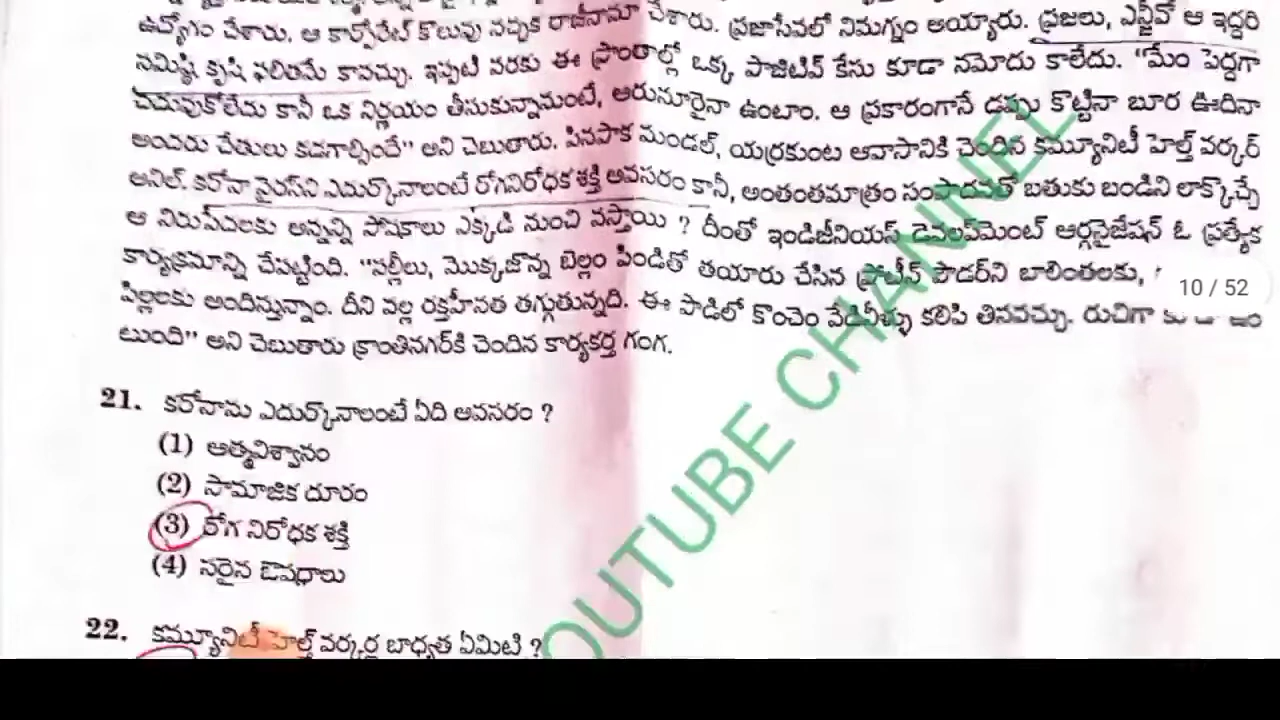 ఉద్యోగం చేశారు. ఆ కార్పోరేట్ కొలువు నచ్చక రాజీనామా చేశారు. ప్రజాసేవలో నిమగ్నం అయ్యారు. ప్రజలు, ఎన్జీవో ఆ ఇద్దరి
సమిష్ఠి కృషి ఫలితమే కావచ్చు. ఇప్పటి వరకు ఈ ప్రాంతాల్లో ఒక్క పాజిటివ్ కేసు కూడా నమోదు కాలేదు. “మేం పెద్దగా
చదువుకోలేదు కానీ ఒక నిర్ణయం తీసుకున్నామంటే, ఆరునూరైనా ఉంటాం. ఆ ప్రకారంగానే డప్పు కొట్టినా బూర ఊదినా
అందరు చేతులు కడగాల్సిందే” అని చెబుతారు. పినపాక మండల్, యర్రకుంట ఆవాసానికి చెందిన కమ్యూనిటీ హెల్త్ వర్కర్
అనిల్. కరోనా వైరస్‌ని ఎదుర్కొనాలంటే రోగనిరోధక శక్తి అవసరం కానీ, అంతంతమాత్రం సంపాదనతో బతుకు బండిని లాక్కొచ్చే
ఆ నిరుపేదలకు అన్నన్ని పోషకాలు ఎక్కడి నుంచి వస్తాయి ? దీంతో ఇండిజీనియస్ డెవలప్‌మెంట్ ఆర్గనైజేషన్ ఓ ప్రత్యేక
కార్యక్రమాన్ని చేపట్టింది. “పల్లీలు, మొక్కజొన్న బెల్లం పిండితో తయారు చేసిన ప్రొటీన్ పౌడర్‌ని బాలింతలకు,
పిల్లలకు అందిస్తున్నాం. దీని వల్ల రక్తహీనత తగ్గుతున్నది. ఈ పొడిలో కొంచెం వేడినీళ్ళు కలిపి తినవచ్చు. రుచిగా
టుంది” అని చెబుతారు క్రాంతినగర్‌కి చెందిన కార్యకర్త గంగ.
10 / 52
21. కరోనాను ఎదుర్కొనాలంటే ఏది అవసరం ?
(1) ఆత్మవిశ్వాసం
(2) సామాజిక దూరం
(3) రోగ నిరోధక శక్తి
(4) సరైన ఔషధాలు
22. కమ్యూనిటీ హెల్త్ వర్కర్ల బాధ్యత ఏమిటి ?
OUTUBE CHANNEL